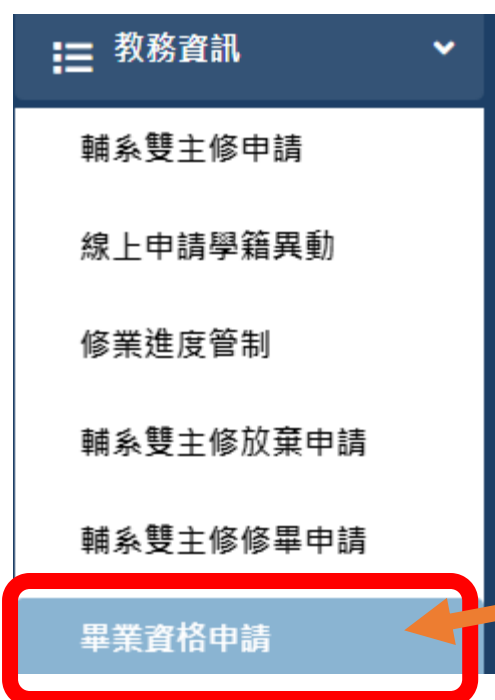 教務資訊
輔系雙主修申請
線上申請學籍異動
修業進度管制
輔系雙主修放棄申請
輔系雙主修修畢申請
畢業資格申請